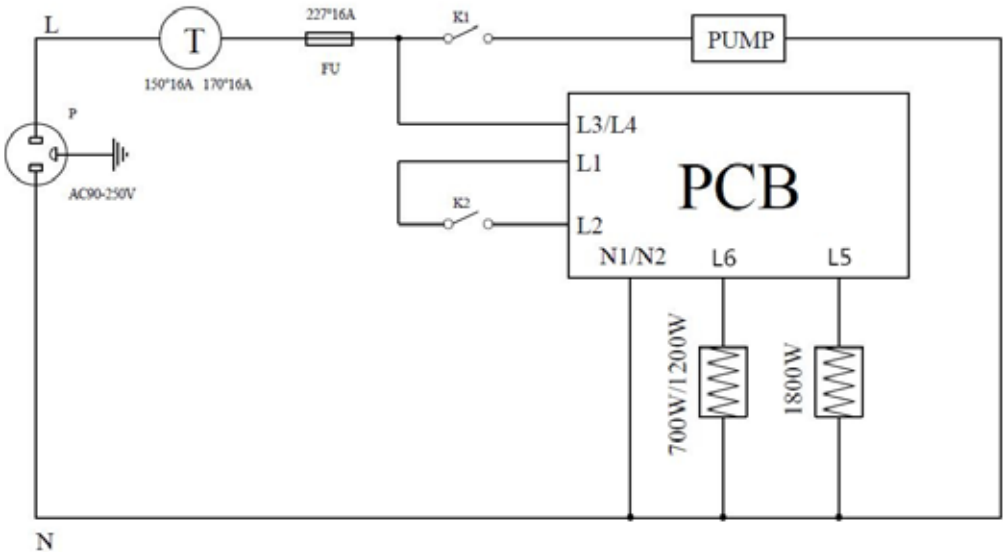 L
T
227°16A
K1
PUMP
150°16A 170°16A
FU
P
L3/L4
L1
PCB
AC90-250V
K2
L2
N1/N2 L6 L5
700W/1200W
1800W
N